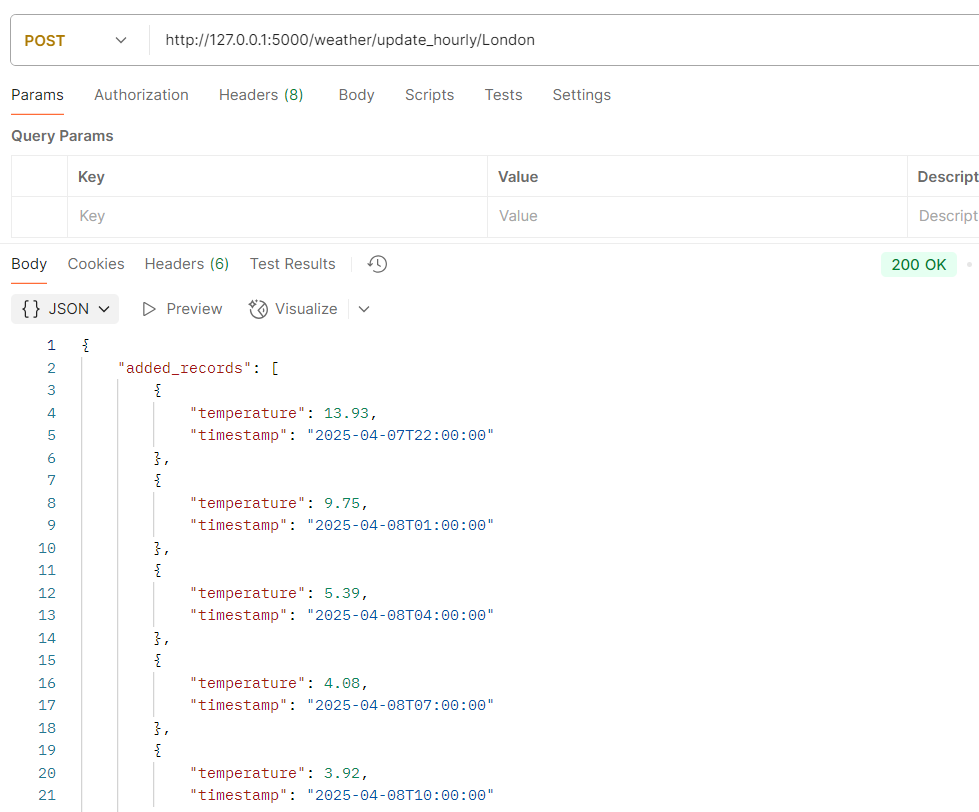 POST http://127.0.0.1:5000/weather/update_hourly/London
Params Authorization Headers (8) Body Scripts Tests Settings
Query Params
Key Value Descript
Key Value Descript
Body Cookies Headers (6) Test Results 200 OK
{} JSON Preview Visualize
1 {
2 "added_records": [
3 {
4 "temperature": 13.93,
5 "timestamp": "2025-04-07T22:00:00"
6 },
7 {
8 "temperature": 9.75,
9 "timestamp": "2025-04-08T01:00:00"
10 },
11 {
12 "temperature": 5.39,
13 "timestamp": "2025-04-08T04:00:00"
14 },
15 {
16 "temperature": 4.08,
17 "timestamp": "2025-04-08T07:00:00"
18 },
19 {
20 "temperature": 3.92,
21 "timestamp": "2025-04-08T10:00:00"